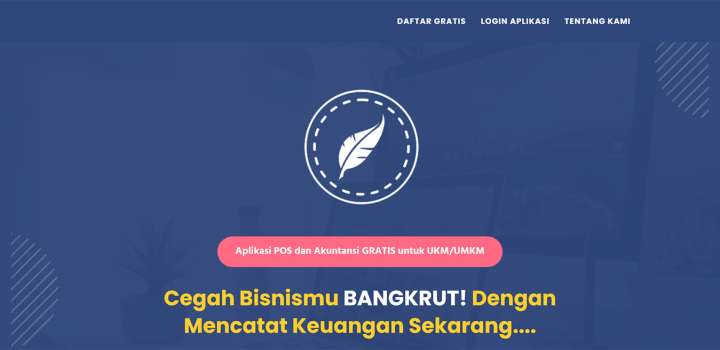 DAFTAR GRATIS LOGIN APLIKASI TENTANG KAMI
Aplikasi POS dan Akuntansi GRATIS untuk UKM/UMKM
Cegah Bisnismu BANGKRUT! Dengan
Mencatat Keuangan Sekarang....